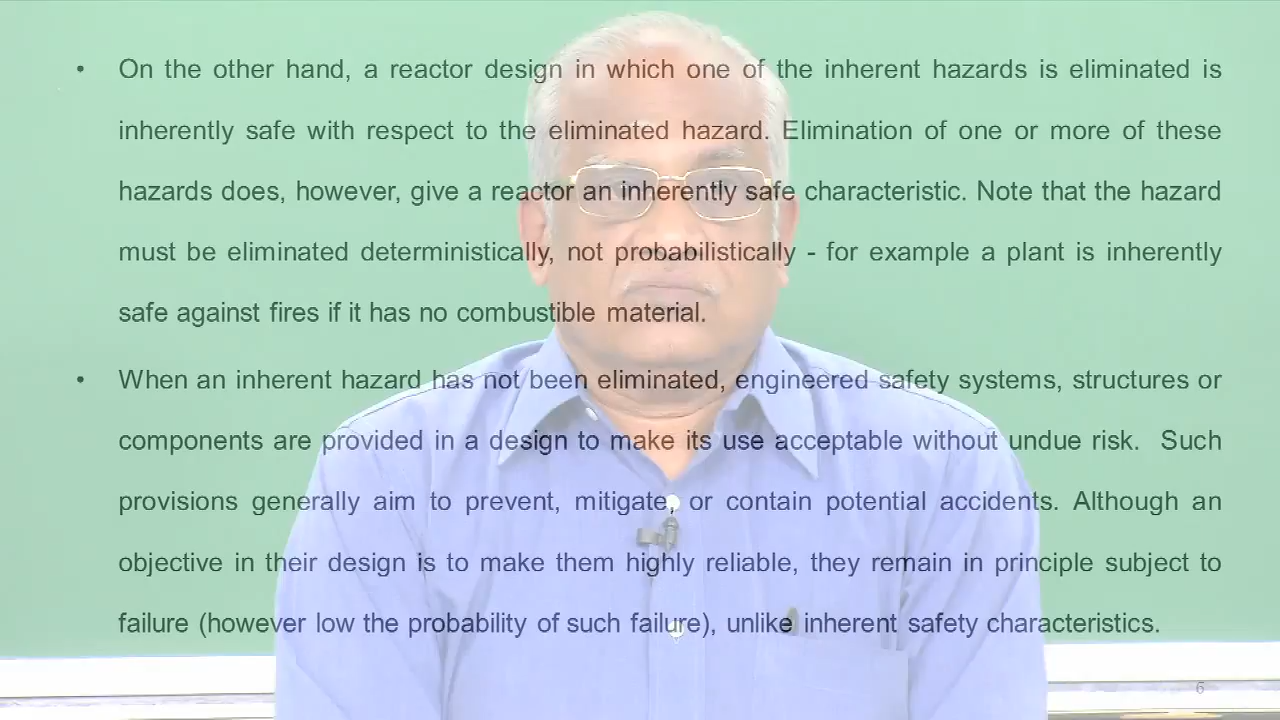 • On the other hand, a reactor design in which one of the inherent hazards is eliminated is
inherently safe with respect to the eliminated hazard. Elimination of one or more of these
hazards does, however, give a reactor an inherently safe characteristic. Note that the hazard
must be eliminated deterministically, not probabilistically - for example a plant is inherently
safe against fires if it has no combustible material.
• When an inherent hazard has not been eliminated, engineered safety systems, structures or
components are provided in a design to make its use acceptable without undue risk. Such
provisions generally aim to prevent, mitigate, or contain potential accidents. Although an
objective in their design is to make them highly reliable, they remain in principle subject to
failure (however low the probability of such failure), unlike inherent safety characteristics.
6